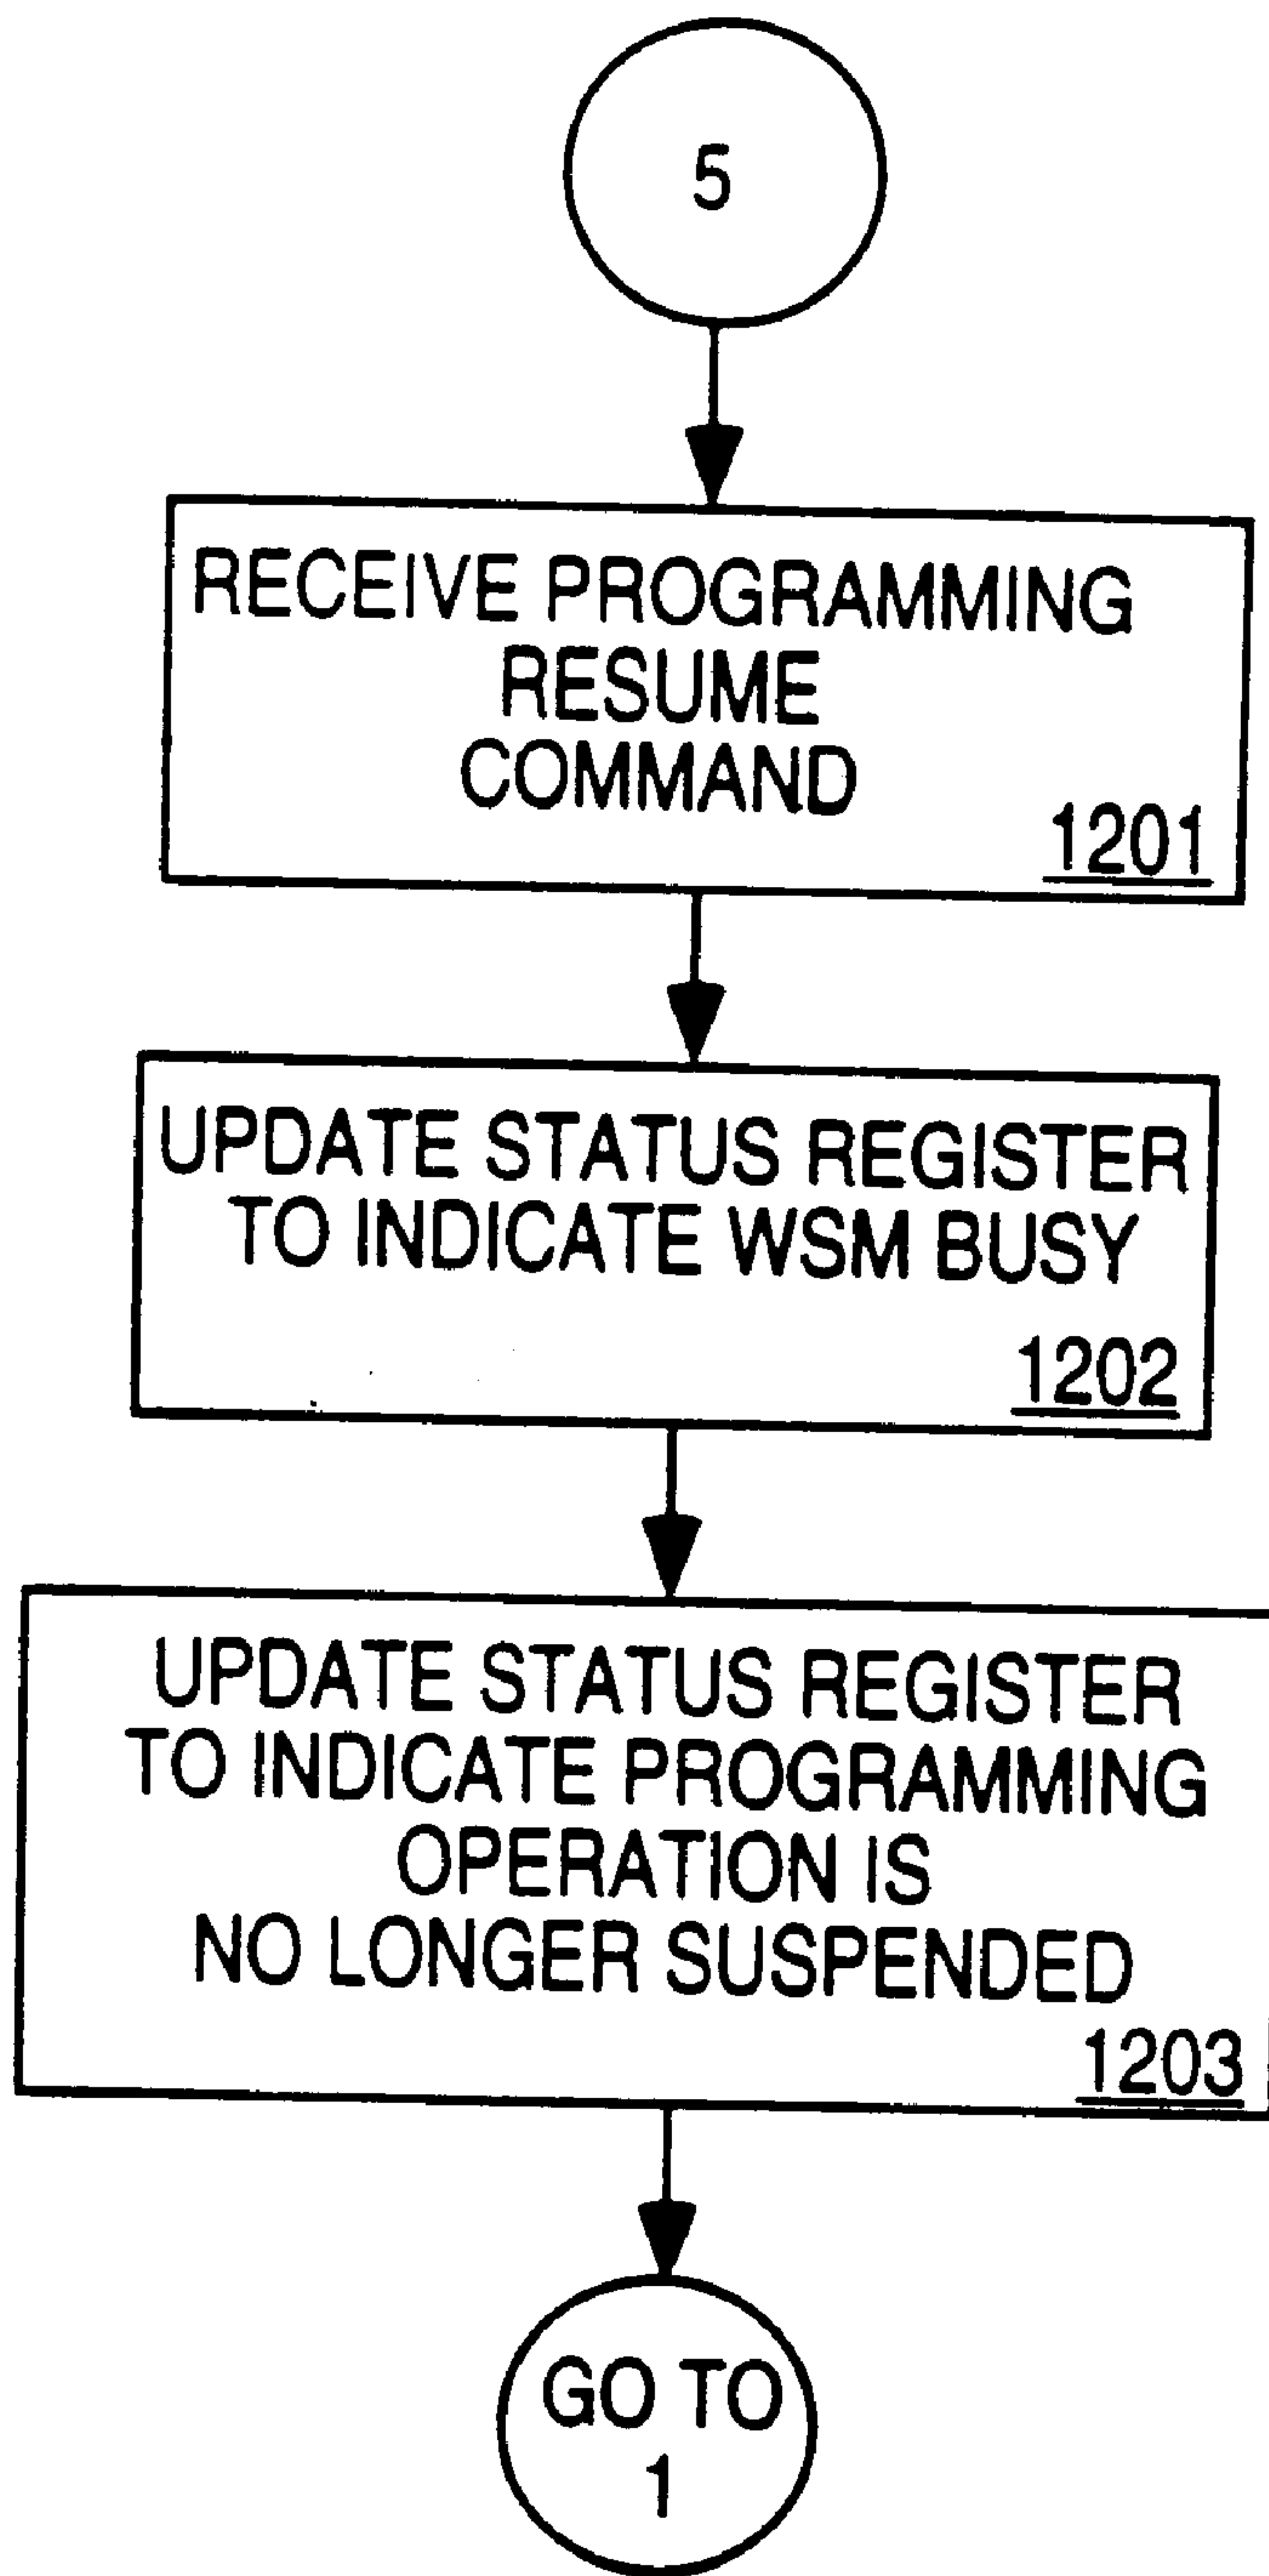 5
RECEIVE PROGRAMMING
RESUME
COMMAND
1201
UPDATE STATUS REGISTER
TO INDICATE WSM BUSY
1202
UPDATE STATUS REGISTER
TO INDICATE PROGRAMMING
OPERATION IS
NO LONGER SUSPENDED
1203
GO TO
1